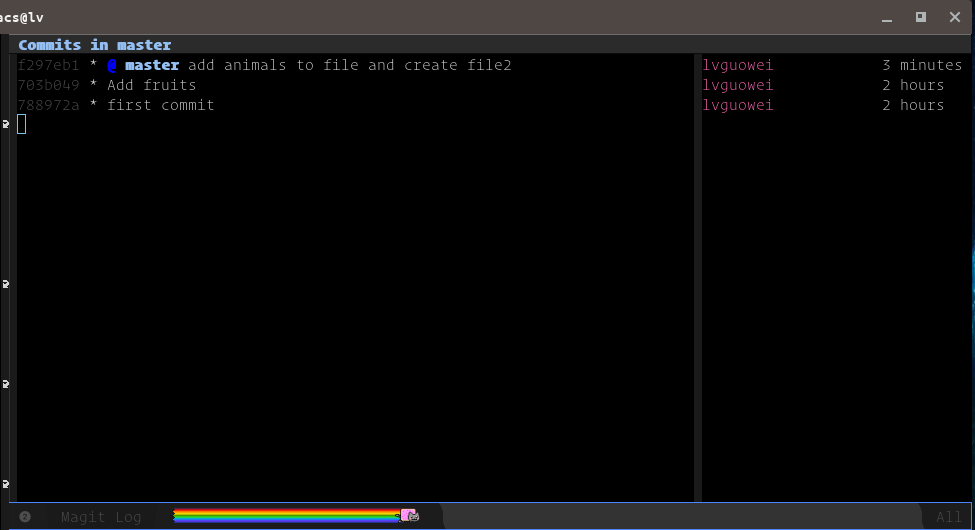 acs@lv
Commits in master
f297eb1 * @ master add animals to file and create file2 lvguowei 3 minutes
703b049 * Add fruits lvguowei 2 hours
788972a * first commit lvguowei 2 hours
2 Magit Log All